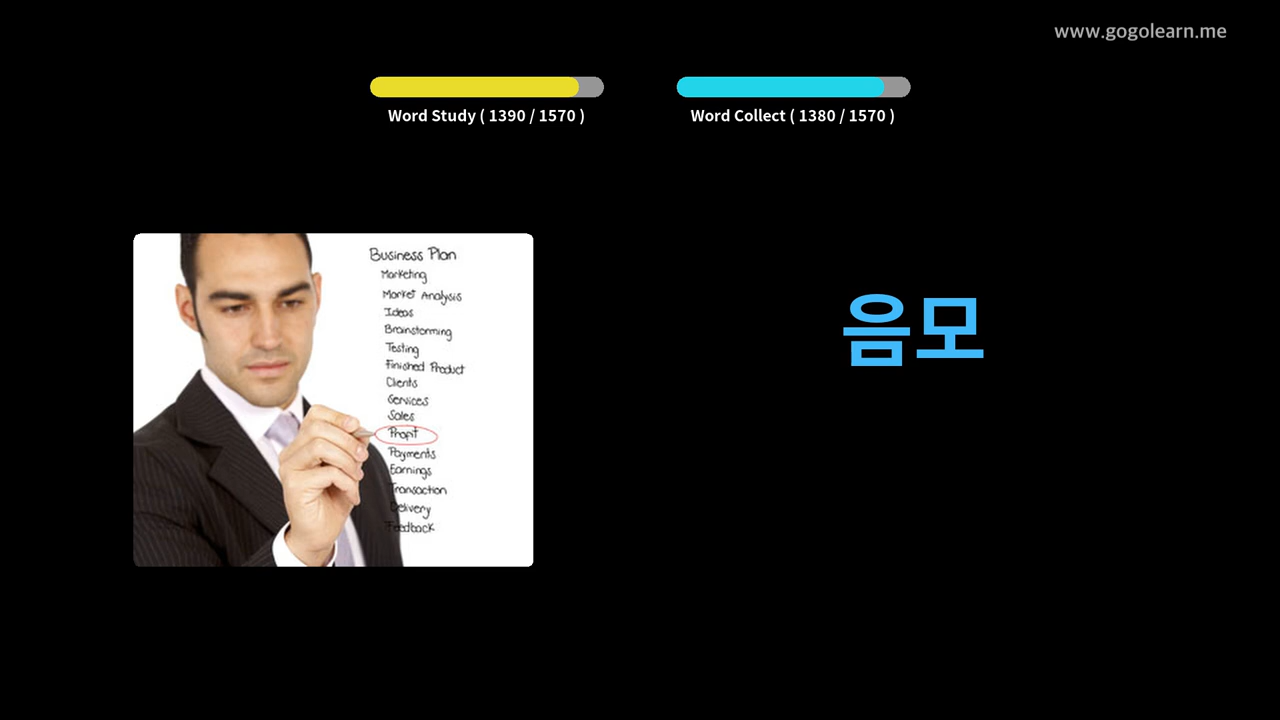 www.gogolearn.me
Word Study ( 1390 / 1570 )
Word Collect ( 1380 / 1570 )
Business Plan
Marketing
Market Analysis
Ideas
Brainstorming
Testing
Finished Product
Clients
Services
Sales
Profit
Payments
Earnings
Transaction
Delivery
Feedback
음모